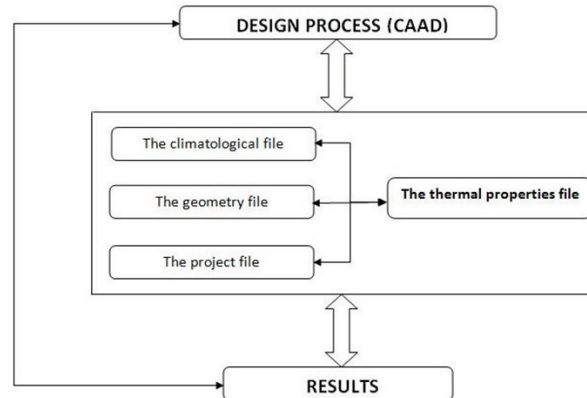 DESIGN PROCESS (CAAD)
The climatological file
The geometry file
The thermal properties file
The project file
RESULTS